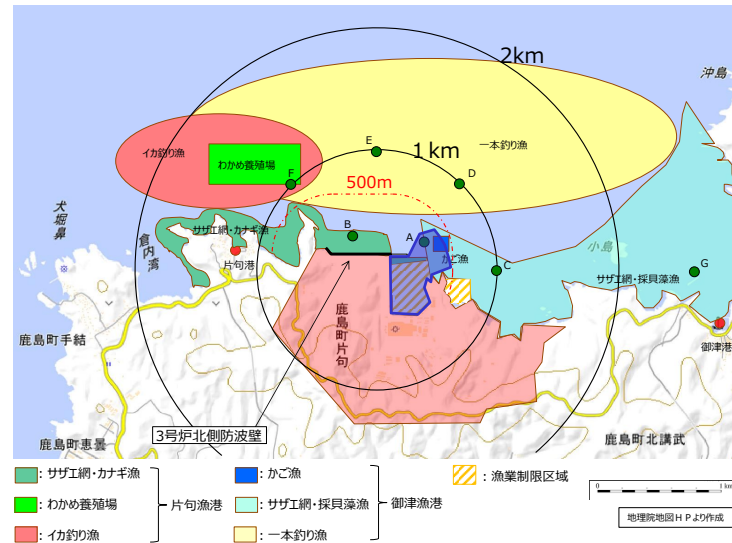 2km
沖島
イカ釣り漁
わかめ養殖場
E
一本釣り漁
1km
F
500m
D
犬堀鼻
倉内湾
サザエ網・カナギ漁
B
A
小島
片句港
かご漁
C
サザエ網・採貝藻漁
G
鹿島町片句
御津港
鹿島町手結
3号炉北側防波壁
鹿島町恵曇
鹿島町北講武
：サザエ網・カナギ漁
：わかめ養殖場
：イカ釣り漁
片句漁港
：かご漁
：サザエ網・採貝藻漁
：一本釣り漁
御津漁港
：漁業制限区域
0 1km
地理院地図ＨＰより作成